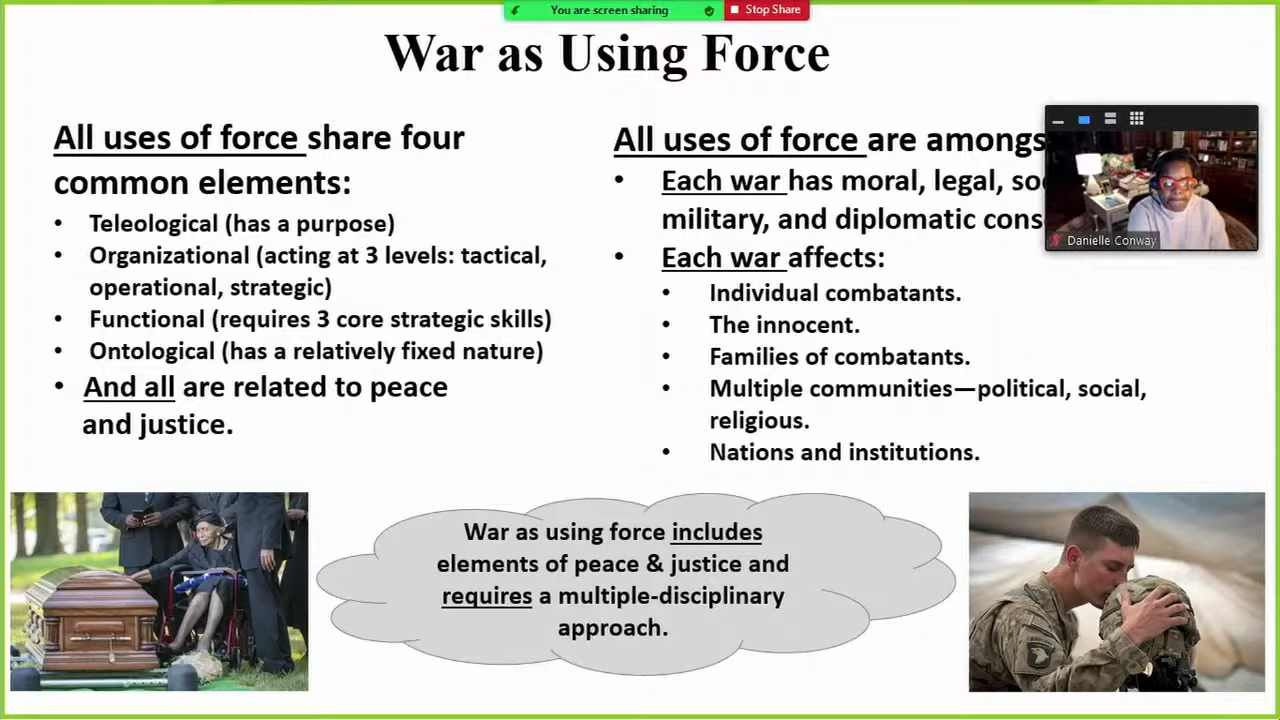 You are screen sharing
Stop Share
War as Using Force
All uses of force share four
common elements:
• Teleological (has a purpose)
• Organizational (acting at 3 levels: tactical,
operational, strategic)
• Functional (requires 3 core strategic skills)
• Ontological (has a relatively fixed nature)
• And all are related to peace
and justice.
All uses of force are amongs
• Each war has moral, legal, so
military, and diplomatic cons
• Each war affects:
• Individual combatants.
• The innocent.
• Families of combatants.
• Multiple communities—political, social,
religious.
• Nations and institutions.
Danielle Conway
War as using force includes
elements of peace & justice and
requires a multiple-disciplinary
approach.